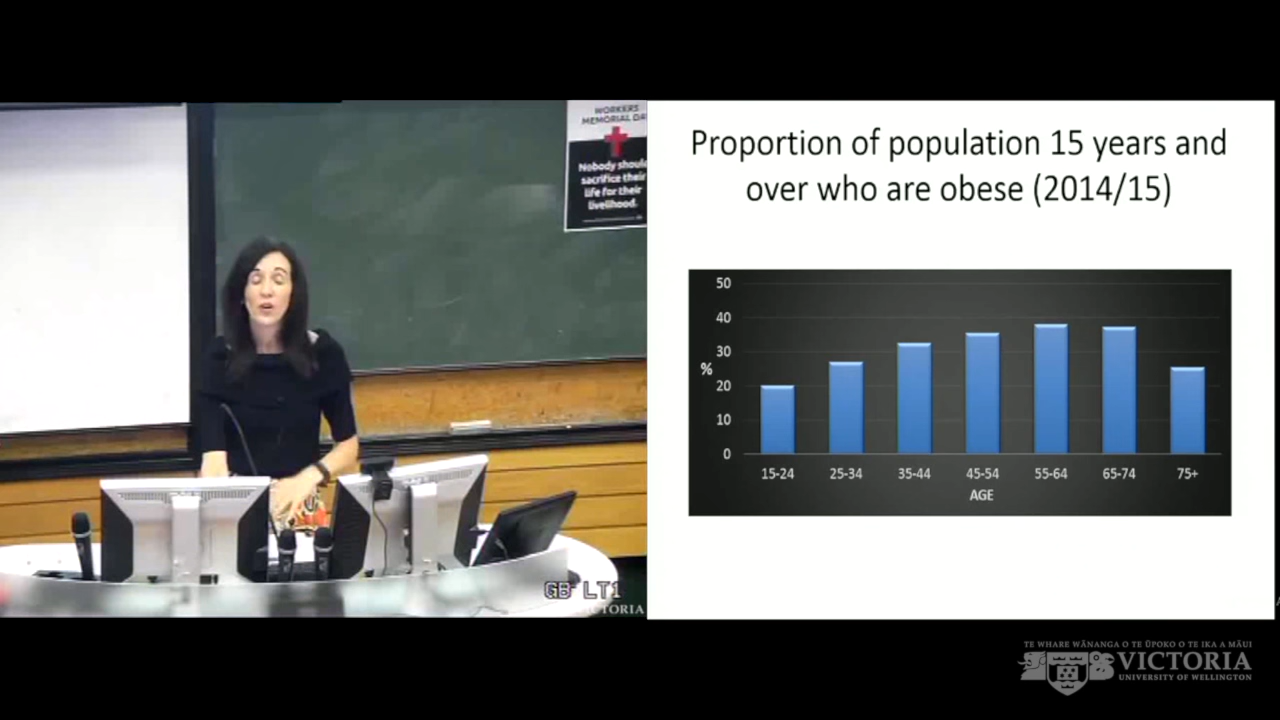 WORKERS
MEMORIAL DA
Nobody shoul
sacrifice their
life for their
livelihood.
GB LT1
VICTORIA
Proportion of population 15 years and
over who are obese (2014/15)
50
40
30
%
20
10
0
15-24 25-34 35-44 45-54 55-64 65-74 75+
AGE
TE WHARE WĀNANGA O TE ŪPOKO O TE IKA A MĀUI
VICTORIA
UNIVERSITY OF WELLINGTON